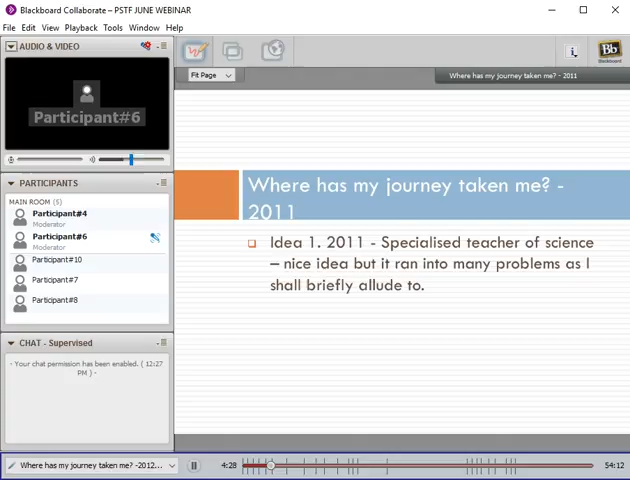 Blackboard Collaborate – PSTF JUNE WEBINAR
File Edit View Playback Tools Window Help
AUDIO & VIDEO
Participant#6
PARTICIPANTS
MAIN ROOM (5)
Participant#4
Moderator
Participant#6
Moderator
Participant#10
Participant#7
Participant#8
CHAT - Supervised
- Your chat permission has been enabled. ( 12:27
PM ) -
Fit Page
Where has my journey taken me? - 2011
i
Bb
Blackboard
Where has my journey taken me? -
2011
Idea 1. 2011 - Specialised teacher of science
– nice idea but it ran into many problems as I
shall briefly allude to.
Where has my journey taken me? -2012...
4:28
54:12